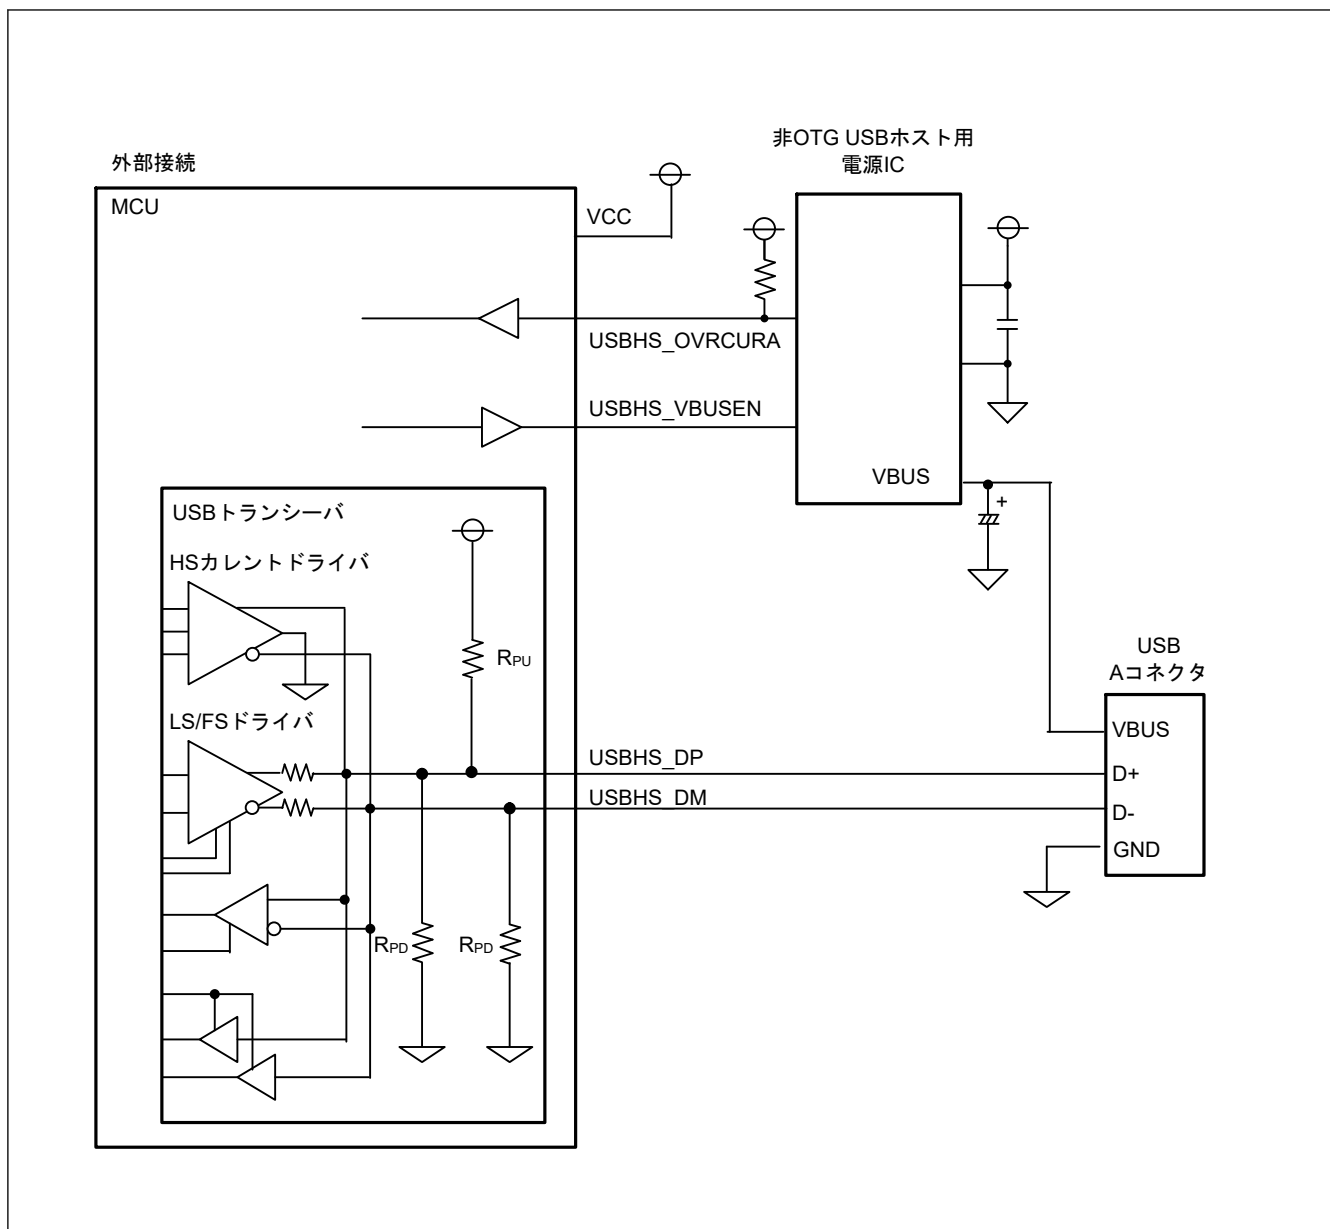 非OTG USBホスト用
電源IC
外部接続
MCU
VCC
USBHS_OVRCURA
USBHS_VBUSEN
VBUS
+
USBトランシーバ
HSカレントドライバ
RPU
USB
Aコネクタ
LS/FSドライバ
VBUS
USBHS_DP
D+
USBHS_DM
D-
GND
RPD
RPD